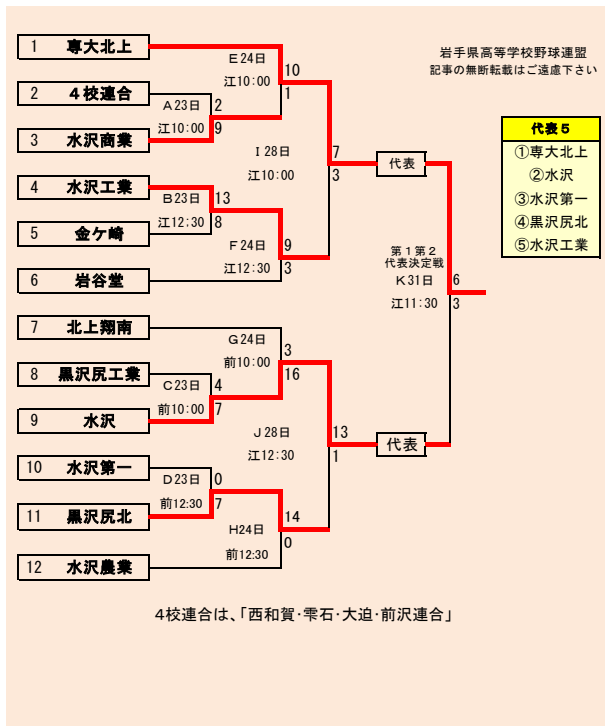 岩手県高等学校野球連盟
記事の無断転載はご遠慮下さい
1 専大北上
2 ４校連合
3 水沢商業
4 水沢工業
5 金ケ崎
6 岩谷堂
7 北上翔南
8 黒沢尻工業
9 水沢
10 水沢第一
11 黒沢尻北
12 水沢農業
A23日
江10:00
2
9
B23日
江12:30
13
8
C23日
前10:00
4
7
D23日
前12:30
0
7
E24日
江10:00
10
1
F24日
江12:30
9
3
G24日
前10:00
3
16
H24日
前12:30
14
0
I28日
江10:00
7
3
J28日
江12:30
13
1
代表
代表
第１第２
代表決定戦
K31日
江11:30
6
3
代表５
①専大北上
②水沢
③水沢第一
④黒沢尻北
⑤水沢工業
４校連合は､｢西和賀･雫石･大迫･前沢連合｣